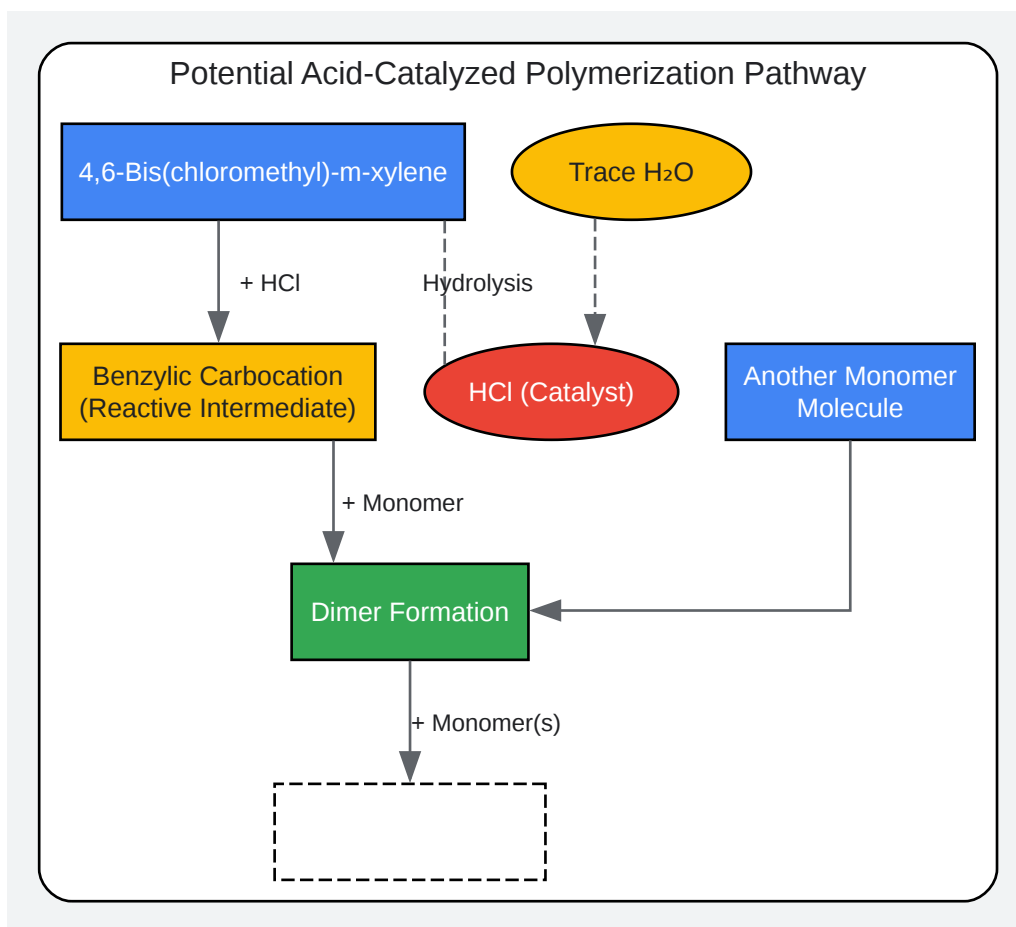 Potential Acid-Catalyzed Polymerization Pathway
4,6-Bis(chloromethyl)-m-xylene
Trace H₂O
+ HCl
Hydrolysis
Benzylic Carbocation
(Reactive Intermediate)
HCl (Catalyst)
Another Monomer
Molecule
+ Monomer
Dimer Formation
+ Monomer(s)